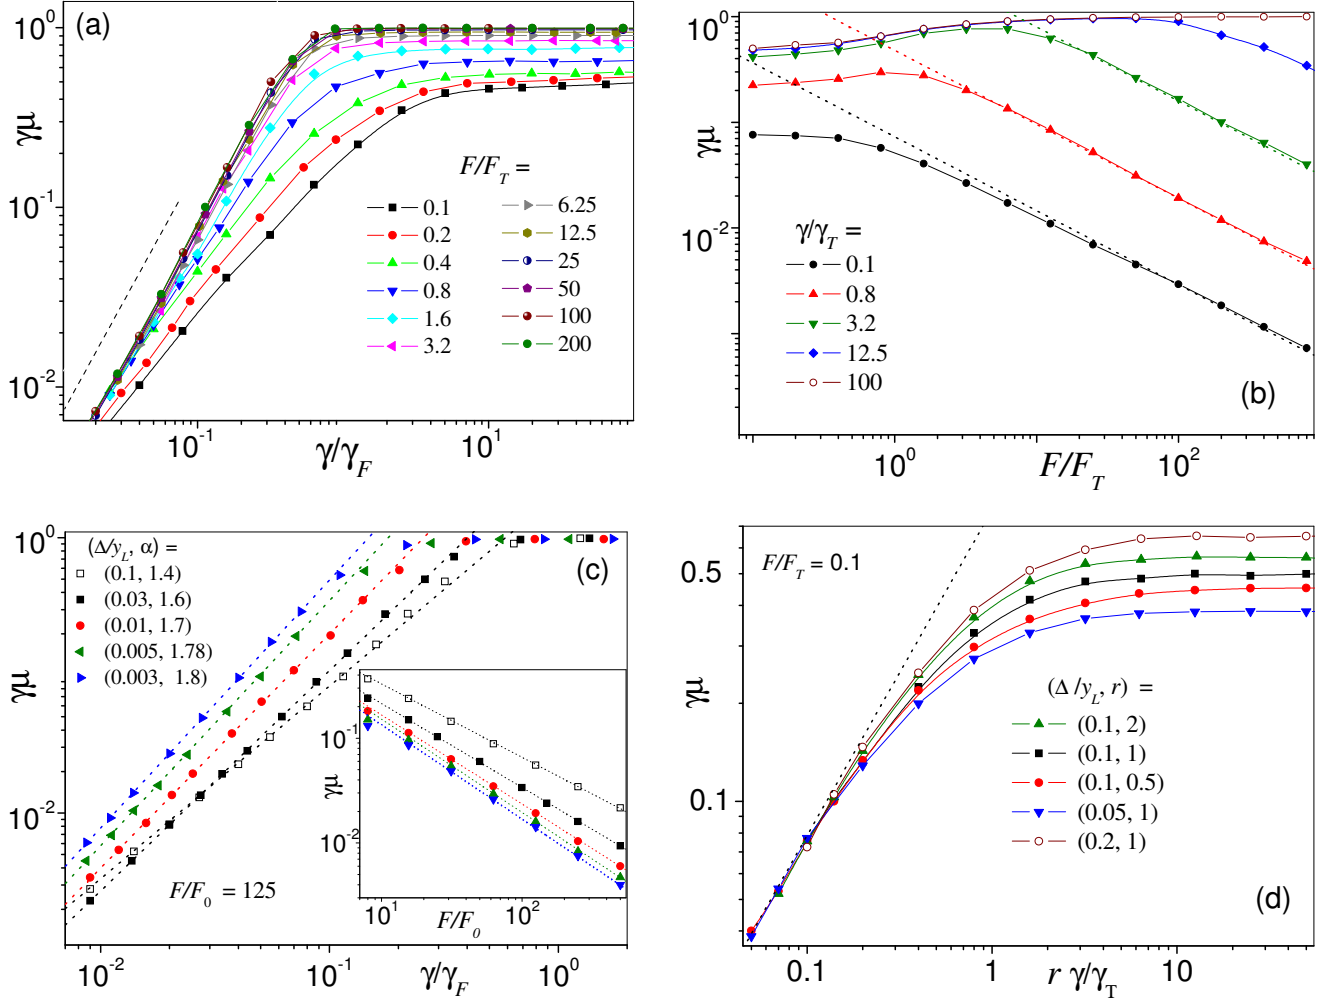 (a)
10^0
10^-1
10^-2
γμ
F/F_T =
0.1
0.2
0.4
0.8
1.6
3.2
6.25
12.5
25
50
100
200
10^-1
10^1
γ/γ_F
(b)
10^0
10^-2
γμ
γ/γ_T =
0.1
0.8
3.2
12.5
100
10^0
10^2
F/F_T
(c)
10^0
10^-2
γμ
(Δ/y_L, α) =
(0.1, 1.4)
(0.03, 1.6)
(0.01, 1.7)
(0.005, 1.78)
(0.003, 1.8)
F/F_0 = 125
10^-1
10^-2
γμ
10^1
10^2
F/F_0
10^-2
10^-1
10^0
γ/γ_F
F/F_T = 0.1
0.5
0.1
γμ
(Δ/y_L, r) =
(0.1, 2)
(0.1, 1)
(0.1, 0.5)
(0.05, 1)
(0.2, 1)
(d)
0.1
1
10
r γ/γ_T